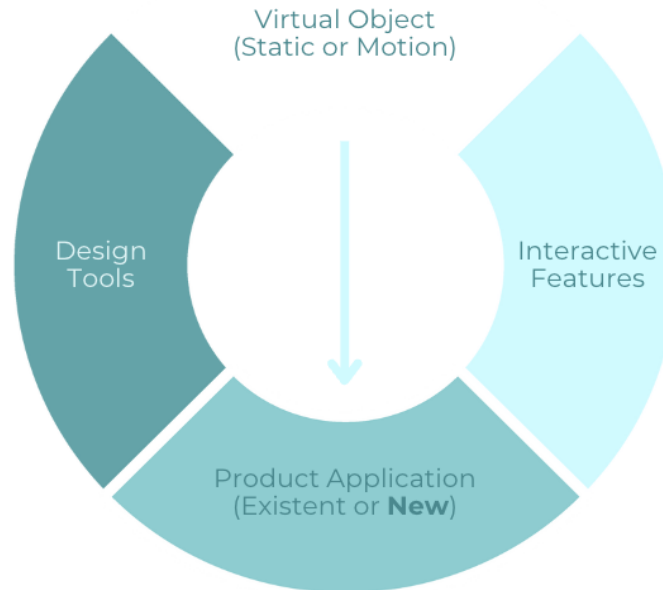 Virtual Object
(Static or Motion)
Design
Tools
Interactive
Features
Product Application
(Existent or New)